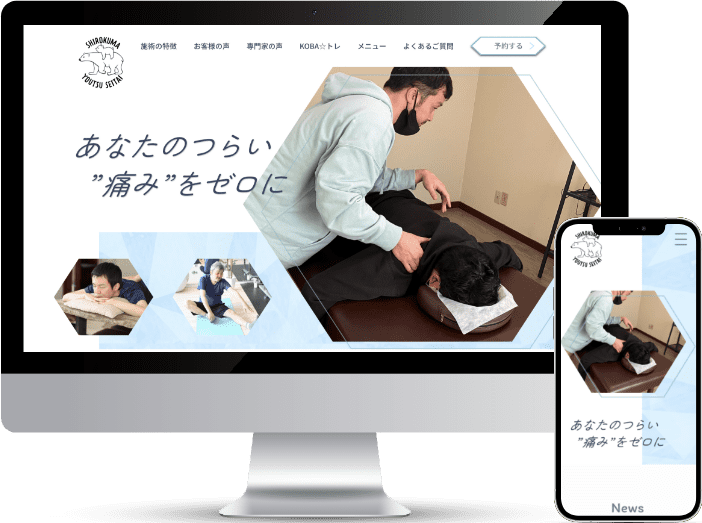 SHIROKUMA
YOUTSU SEITAI
施術の特徴 お客様の声 専門家の声 KOBA☆トレ メニュー よくあるご質問 予約する
あなたのつらい
”痛み”をゼロに
SHIROKUMA
YOUTSU SEITAI
あなたのつらい
”痛み”をゼロに
News